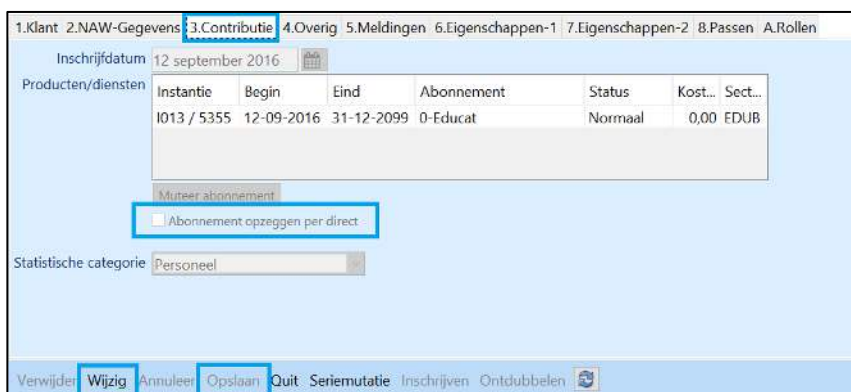 1.Klant 2.NAW-Gegevens 3.Contributie 4.Overig 5.Meldingen 6.Eigenschappen-1 7.Eigenschappen-2 8.Passen A.Rollen
Inschrijfdatum 12 september 2016
Producten/diensten Instantie Begin Eind Abonnement Status Kost... Sect...
I013 / 5355 12-09-2016 31-12-2099 0-Educat Normaal 0,00 EDUB
Muteer abonnement
Abonnement opzeggen per direct
Statistische categorie Personeel
Verwijder Wijzig Annuleer Opslaan Quit Seriemutatie Inschrijven Ontdubbelen